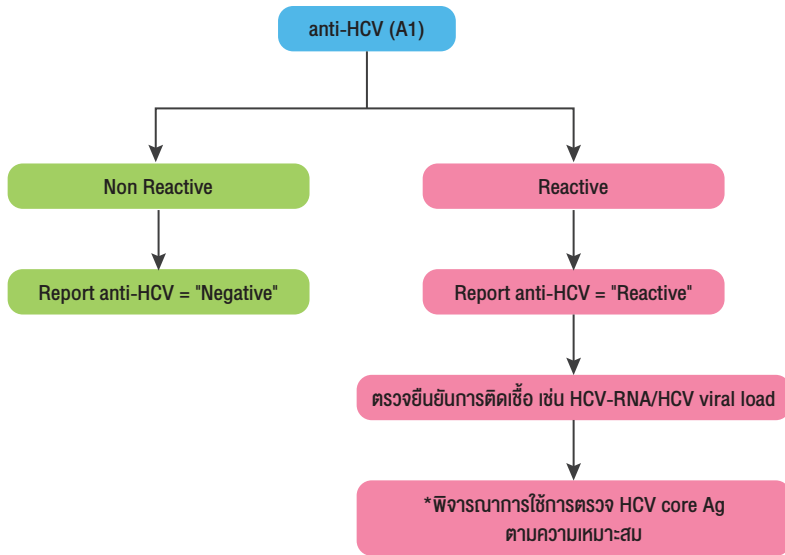 anti-HCV (A1)
Non Reactive
Reactive
Report anti-HCV = "Negative"
Report anti-HCV = "Reactive"
ตรวจยืนยันการติดเชื้อ เช่น HCV-RNA/HCV viral load
*พิจารณาการใช้การตรวจ HCV core Ag
ตามความเหมาะสม